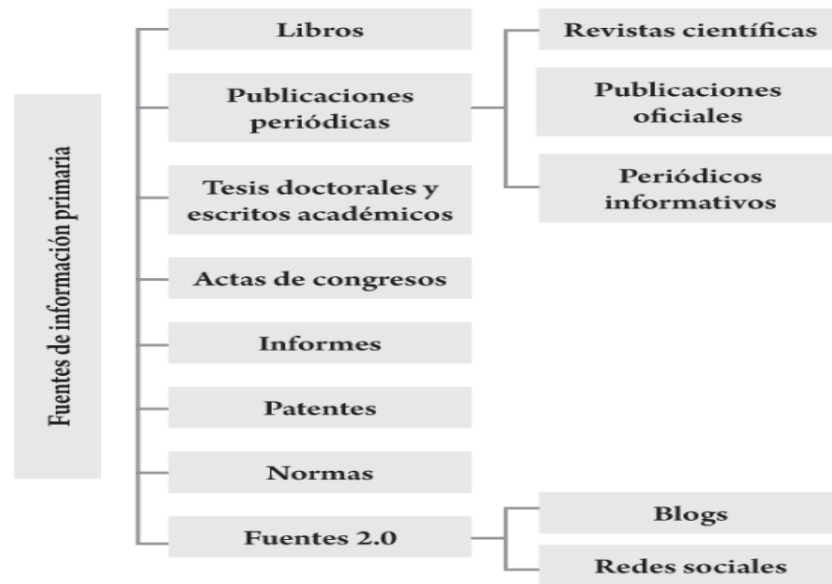 Fuentes de información primaria
Libros
Publicaciones
periódicas
Revistas científicas
Publicaciones
oficiales
Periódicos
informativos
Tesis doctorales y
escritos académicos
Actas de congresos
Informes
Patentes
Normas
Fuentes 2.0
Blogs
Redes sociales